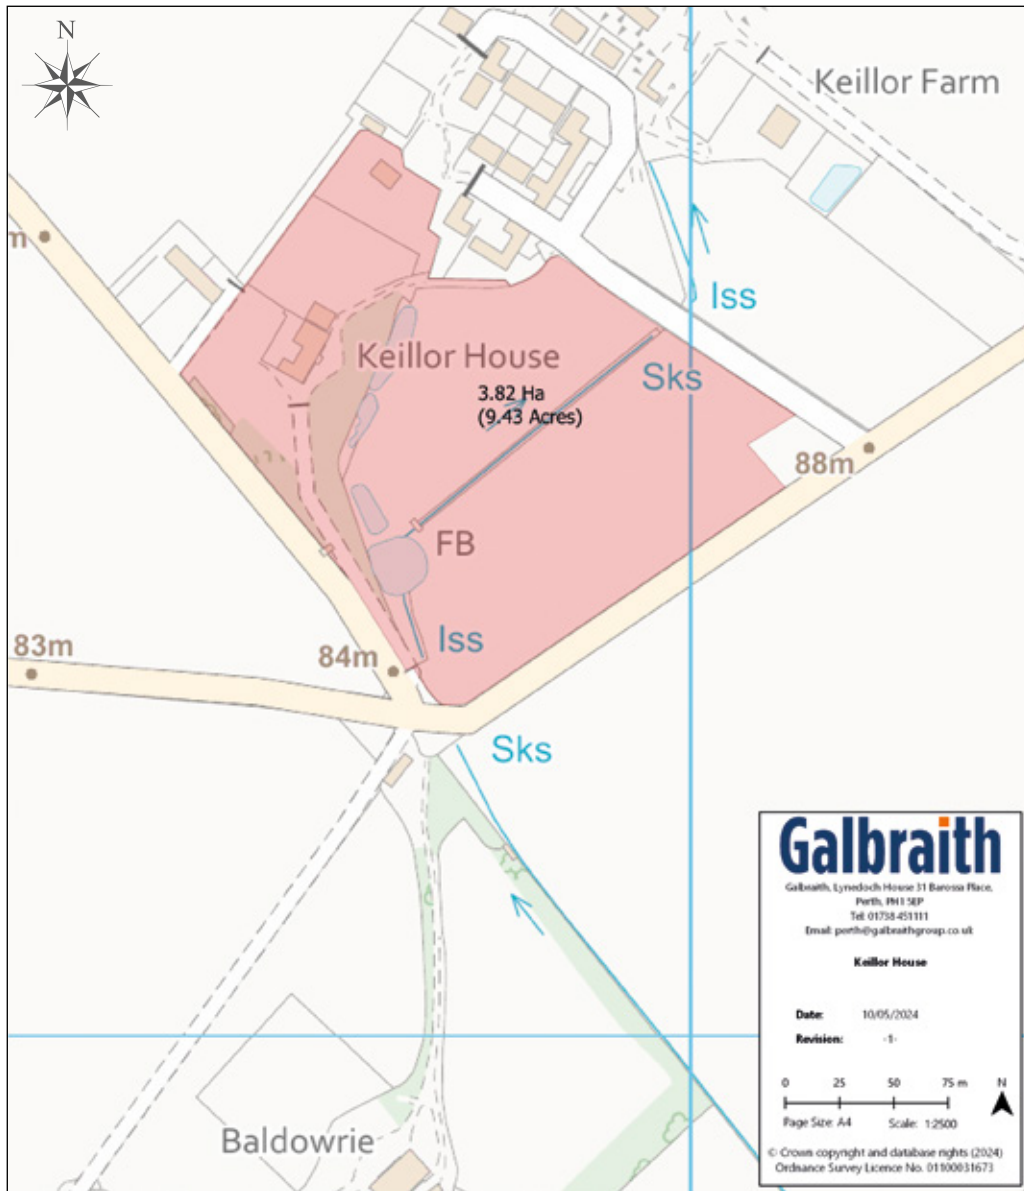 N
Keillor Farm
m
Iss
Keillor House
Sks
3.82 Ha
(9.43 Acres)
88m
FB
Iss
83m
84m
Sks
Baldowrie
Galbraith
Galbraith, Lynedoch House 31 Barossa Place,
Perth, PH1 5EP
Tel: 01738 451111
Email: perth@galbraithgroup.co.uk
Keillor House
Date: 10/05/2024
Revision: -1-
0 25 50 75 m N
Page Size: A4 Scale: 1:2500
© Crown copyright and database rights (2024)
Ordnance Survey Licence No. 01100031673